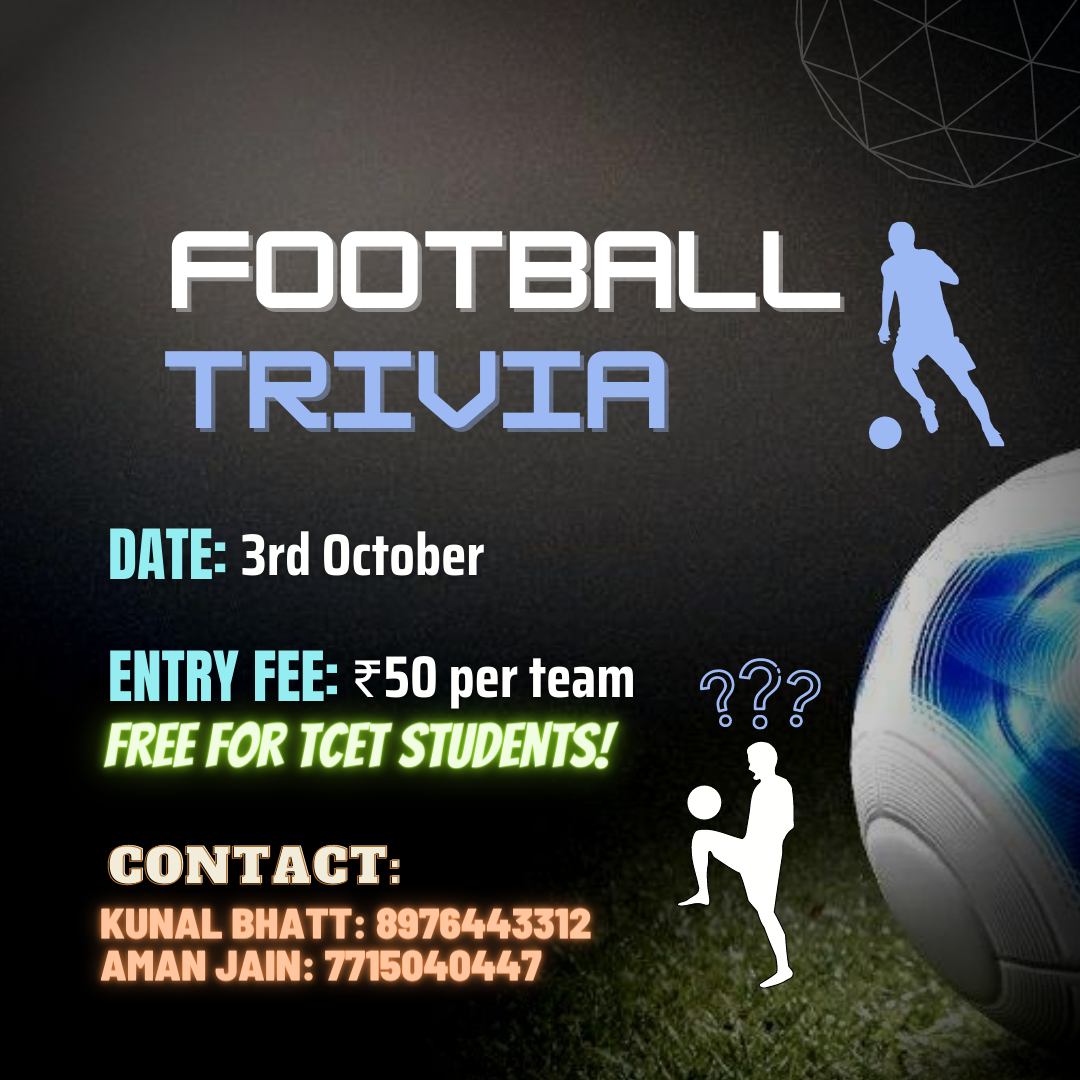 FOOTBALL
TRIVIA
DATE: 3rd October
ENTRY FEE: ₹50 per team
FREE FOR TCET STUDENTS!
???
CONTACT:
KUNAL BHATT: 8976443312
AMAN JAIN: 7715040447